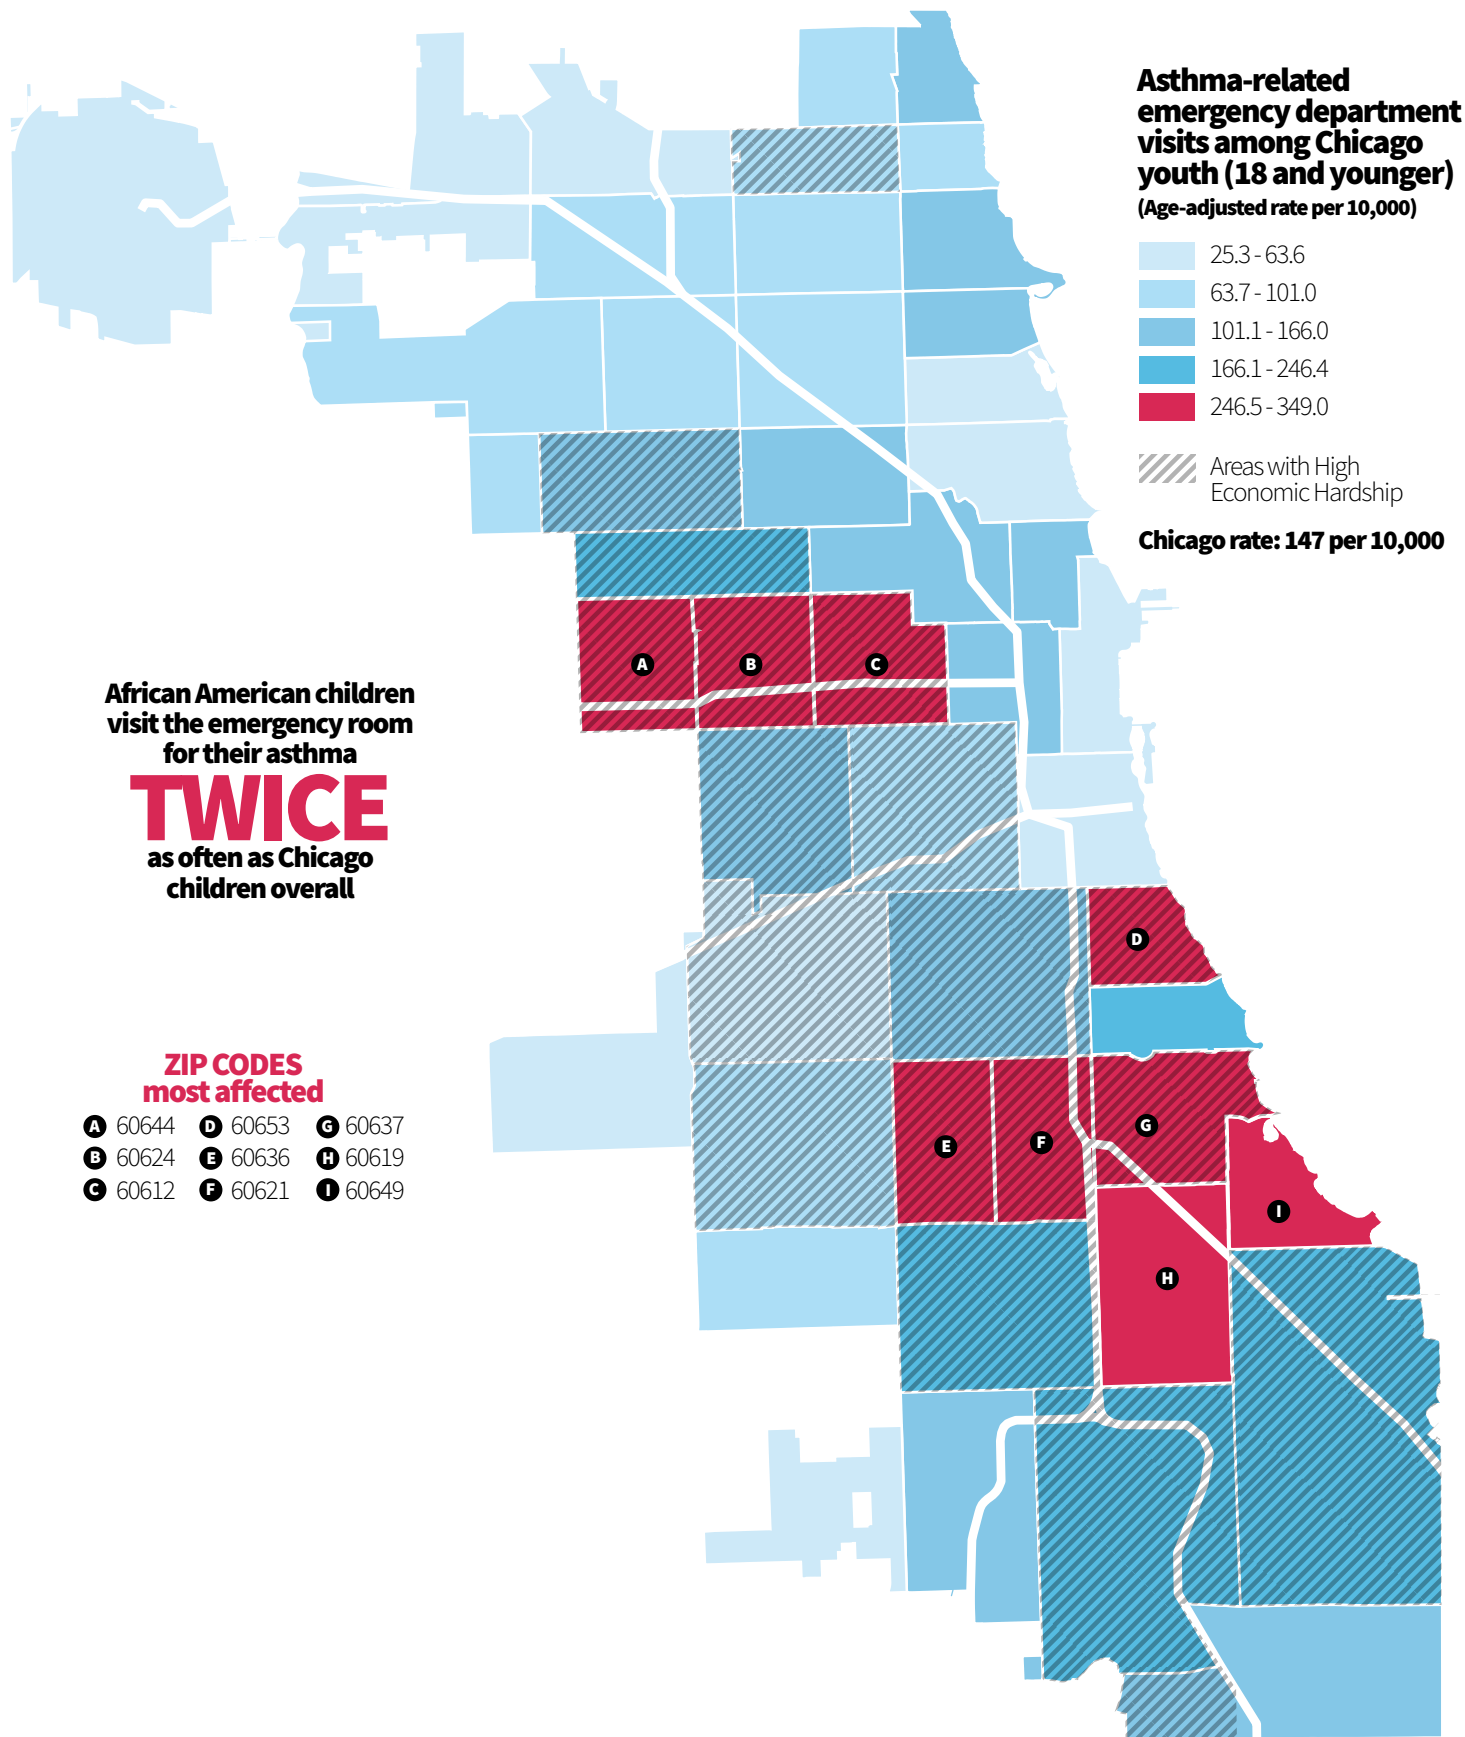 Asthma-related
emergency department
visits among Chicago
youth (18 and younger)
(Age-adjusted rate per 10,000)
25.3 - 63.6
63.7 - 101.0
101.1 - 166.0
166.1 - 246.4
246.5 - 349.0
Areas with High
Economic Hardship
Chicago rate: 147 per 10,000
A B C
African American children
visit the emergency room
for their asthma
TWICE
as often as Chicago
children overall
D
ZIP CODES
most affected
A 60644 D 60653 G 60637
B 60624 E 60636 H 60619
C 60612 F 60621 I 60649
G
E F
I
H